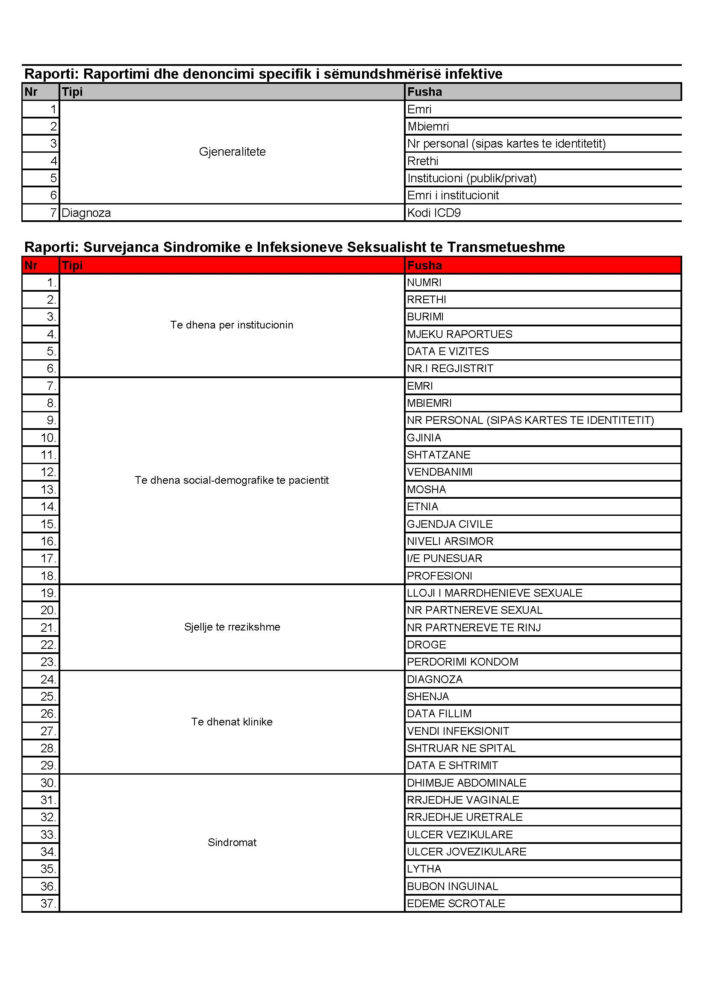 Raporti: Raportimi dhe denoncimi specifik i sëmundshmërisë infektive
Nr Tipi Fusha
1 Emri
2 Mbiemri
3 Nr personal (sipas kartes te identitetit)
Gjeneralitete
4 Rrethi
5 Institucioni (publik/privat)
6 Emri i institucionit
7 Diagnoza Kodi ICD9
Raporti: Survejanca Sindromike e Infeksioneve Seksualisht te Transmetueshme
Nr Tipi Fusha
1. NUMRI
2. RRETHI
3. BURIMI
Te dhena per institucionin
4. MJEKU RAPORTUES
5. DATA E VIZITES
6. NR.I REGJISTRIT
7. EMRI
8. MBIEMRI
9. NR PERSONAL (SIPAS KARTES TE IDENTITETIT)
10. GJINIA
11. SHTATZANE
12. VENDBANIMI
Te dhena social-demografike te pacientit
13. MOSHA
14. ETNIA
15. GJENDJA CIVILE
16. NIVELI ARSIMOR
17. I/E PUNESUAR
18. PROFESIONI
19. LLOJI I MARRDHENIEVE SEXUALE
20. NR PARTNEREVE SEXUAL
21. Sjellje te rrezikshme NR PARTNEREVE TE RINJ
22. DROGE
23. PERDORIMI KONDOM
24. DIAGNOZA
25. SHENJA
26. DATA FILLIM
Te dhenat klinike
27. VENDI INFEKSIONIT
28. SHTRUAR NE SPITAL
29. DATA E SHTRIMIT
30. DHIMBJE ABDOMINALE
31. RRJEDHJE VAGINALE
32. RRJEDHJE URETRALE
33. ULCER VEZIKULARE
Sindromat
34. ULCER JOVEZIKULARE
35. LYTHA
36. BUBON INGUINAL
37. EDEME SCROTALE